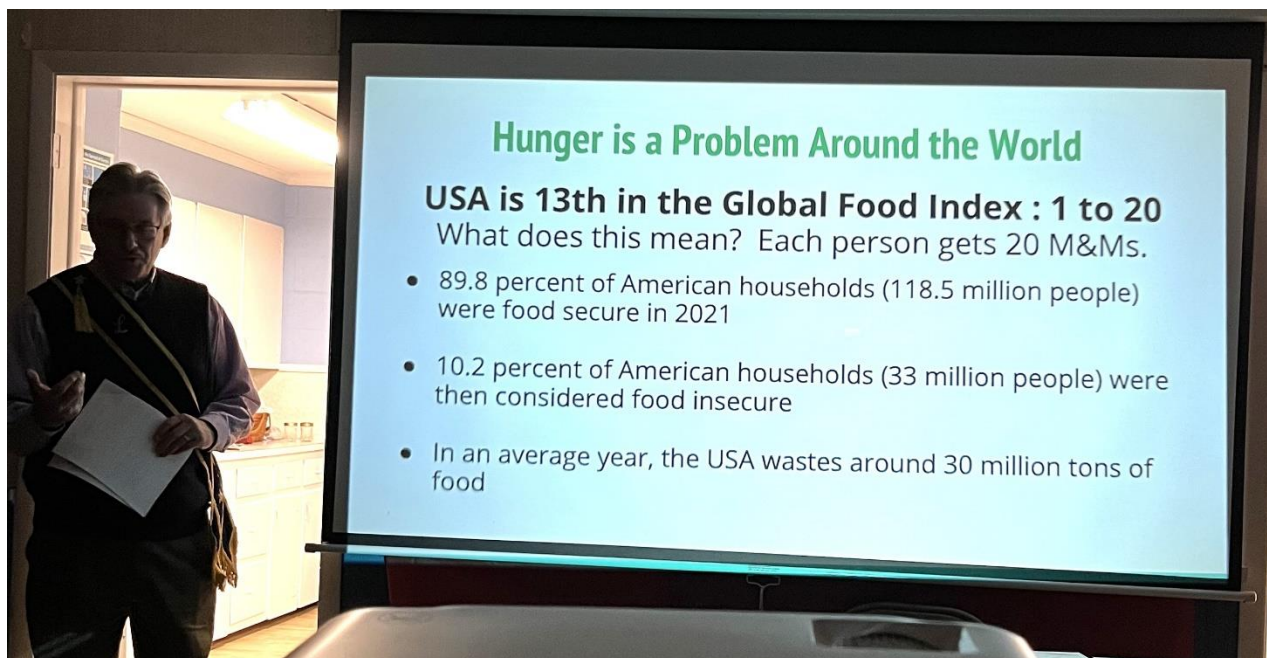 Hunger is a Problem Around the World
USA is 13th in the Global Food Index : 1 to 20
What does this mean? Each person gets 20 M&Ms.
• 89.8 percent of American households (118.5 million people)
were food secure in 2021
• 10.2 percent of American households (33 million people) were
then considered food insecure
• In an average year, the USA wastes around 30 million tons of
food